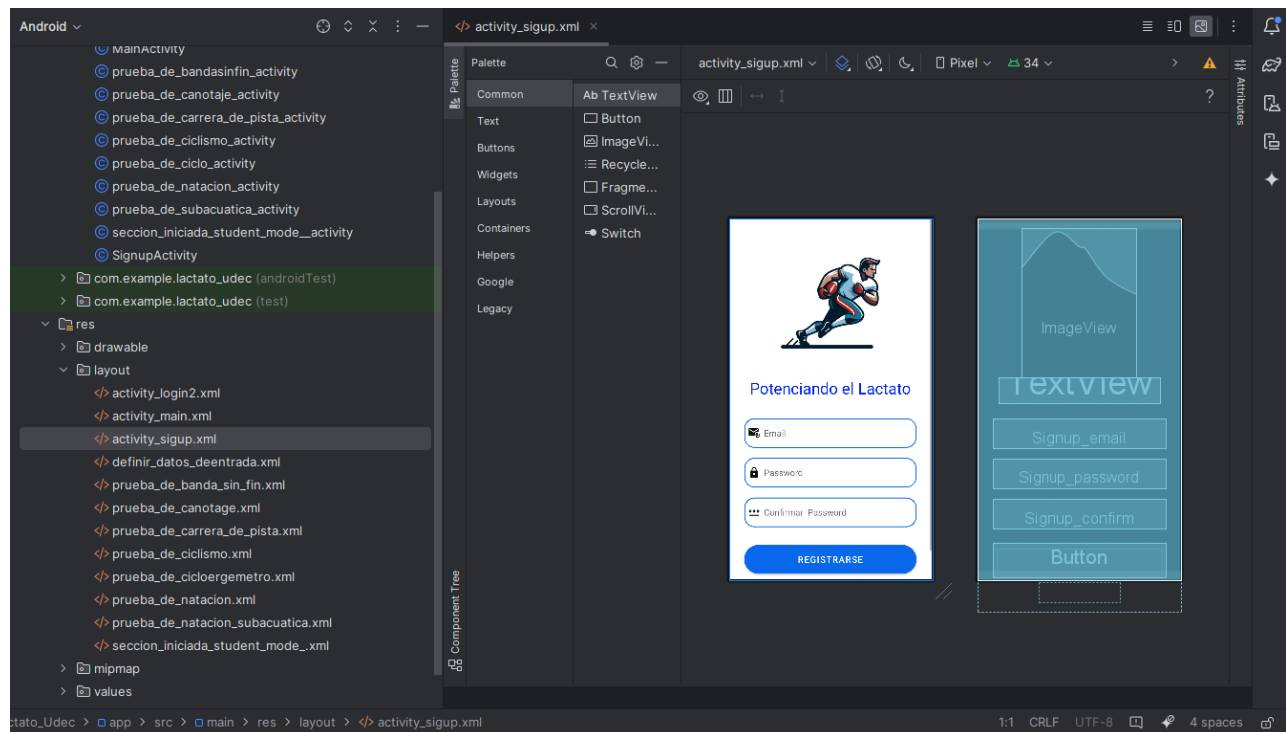 Android
activity_sigup.xml
MainActivity
prueba_de_bandasinfin_activity
prueba_de_canotaje_activity
prueba_de_carrera_de_pista_activity
prueba_de_ciclismo_activity
prueba_de_ciclo_activity
prueba_de_natacion_activity
prueba_de_subacuatica_activity
seccion_iniciada_student_mode__activity
SignupActivity
com.example.lactato_udec (androidTest)
com.example.lactato_udec (test)
res
drawable
layout
activity_login2.xml
activity_main.xml
activity_sigup.xml
definir_datos_deentrada.xml
prueba_de_banda_sin_fin.xml
prueba_de_canotage.xml
prueba_de_carrera_de_pista.xml
prueba_de_ciclismo.xml
prueba_de_cicloergemetro.xml
prueba_de_natacion.xml
prueba_de_natacion_subacuatica.xml
seccion_iniciada_student_mode_.xml
mipmap
values
Palette
Component Tree
Palette
Common
Text
Buttons
Widgets
Layouts
Containers
Helpers
Google
Legacy
Ab TextView
Button
ImageVi...
Recycle...
Fragme...
ScrollVi...
Switch
activity_sigup.xml
Pixel
34
?
Attributes
Potenciando el Lactato
Email
Password
Confirmar Password
REGISTRARSE
ImageView
TextView
Signup_email
Signup_password
Signup_confirm
Button
ctato_Udec > app > src > main > res > layout > activity_sigup.xml
1:1 CRLF UTF-8 4 spaces